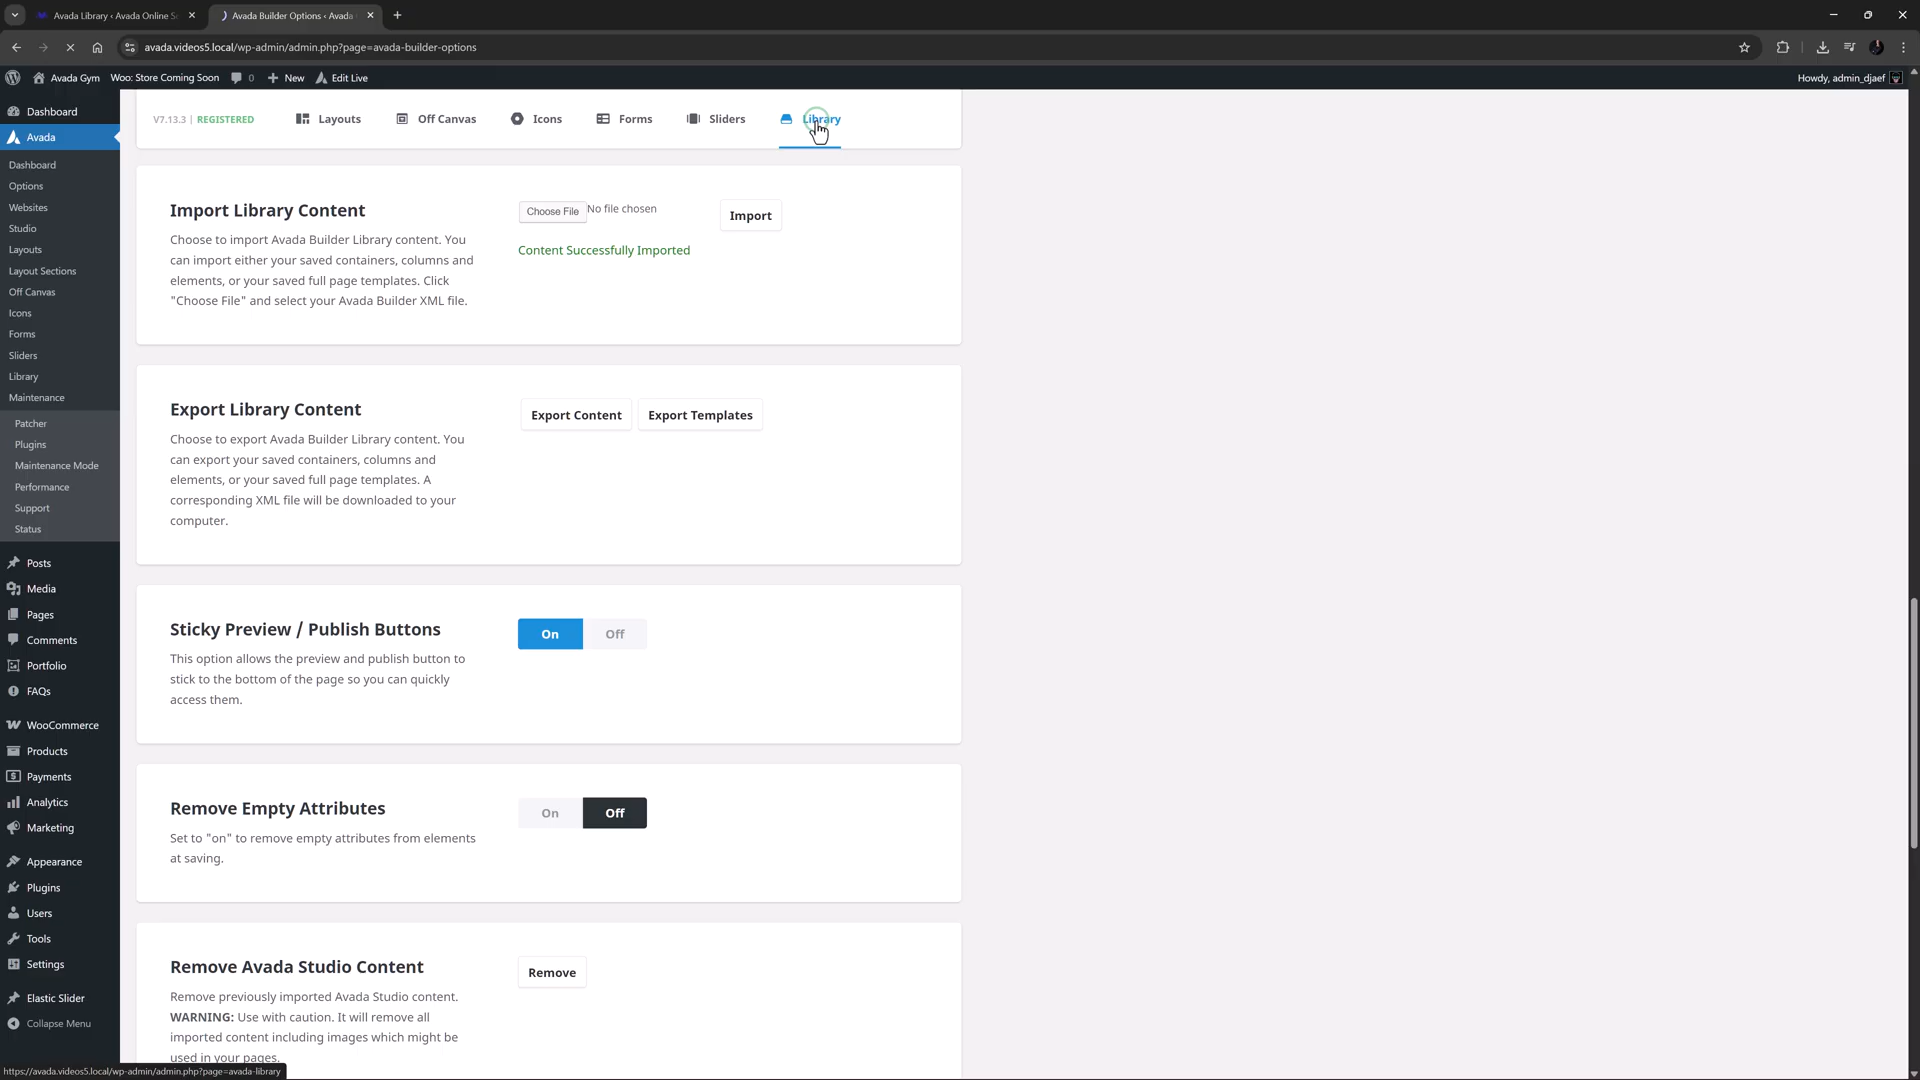 Avada Library ‹ Avada Online S
Avada Builder Options ‹ Avada
avada.videos5.local/wp-admin/admin.php?page=avada-builder-options
Avada Gym
Woo: Store Coming Soon
0
New
Edit Live
Howdy, admin_djaef
Dashboard
Avada
Dashboard
Options
Websites
Studio
Layouts
Layout Sections
Off Canvas
Icons
Forms
Sliders
Library
Maintenance
Patcher
Plugins
Maintenance Mode
Performance
Support
Status
Posts
Media
Pages
Comments
Portfolio
FAQs
WooCommerce
Products
Payments
Analytics
Marketing
Appearance
Plugins
Users
Tools
Settings
Elastic Slider
Collapse Menu
V7.13.3 | REGISTERED
Layouts
Off Canvas
Icons
Forms
Sliders
Library
Import Library Content
Choose to import Avada Builder Library content. You
can import either your saved containers, columns and
elements, or your saved full page templates. Click
"Choose File" and select your Avada Builder XML file.
Choose File No file chosen
Import
Content Successfully Imported
Export Library Content
Choose to export Avada Builder Library content. You
can export your saved containers, columns and
elements, or your saved full page templates. A
corresponding XML file will be downloaded to your
computer.
Export Content
Export Templates
Sticky Preview / Publish Buttons
This option allows the preview and publish button to
stick to the bottom of the page so you can quickly
access them.
On
Off
Remove Empty Attributes
Set to "on" to remove empty attributes from elements
at saving.
On
Off
Remove Avada Studio Content
Remove previously imported Avada Studio content.
WARNING: Use with caution. It will remove all
imported content including images which might be
used in your pages.
Remove
https://avada.videos5.local/wp-admin/admin.php?page=avada-library